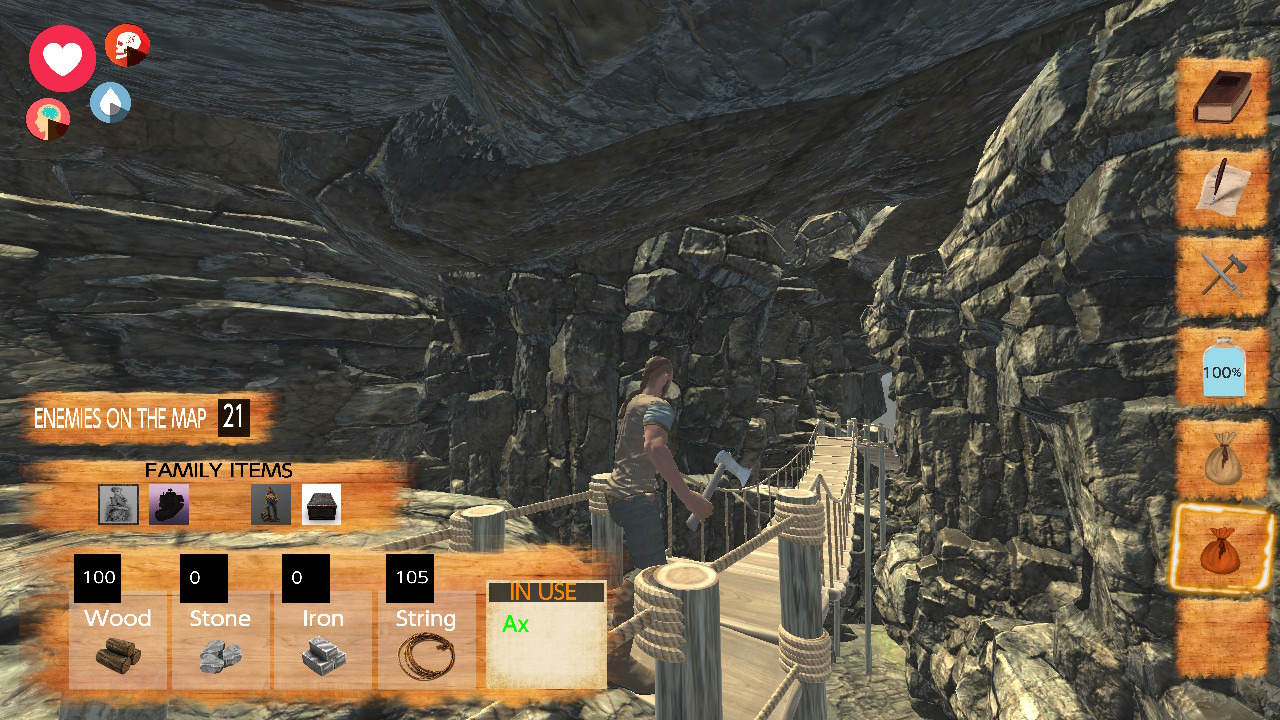 100%
ENEMIES ON THE MAP 21
FAMILY ITEMS
100 0 0 105
Wood Stone Iron String
IN USE
Ax